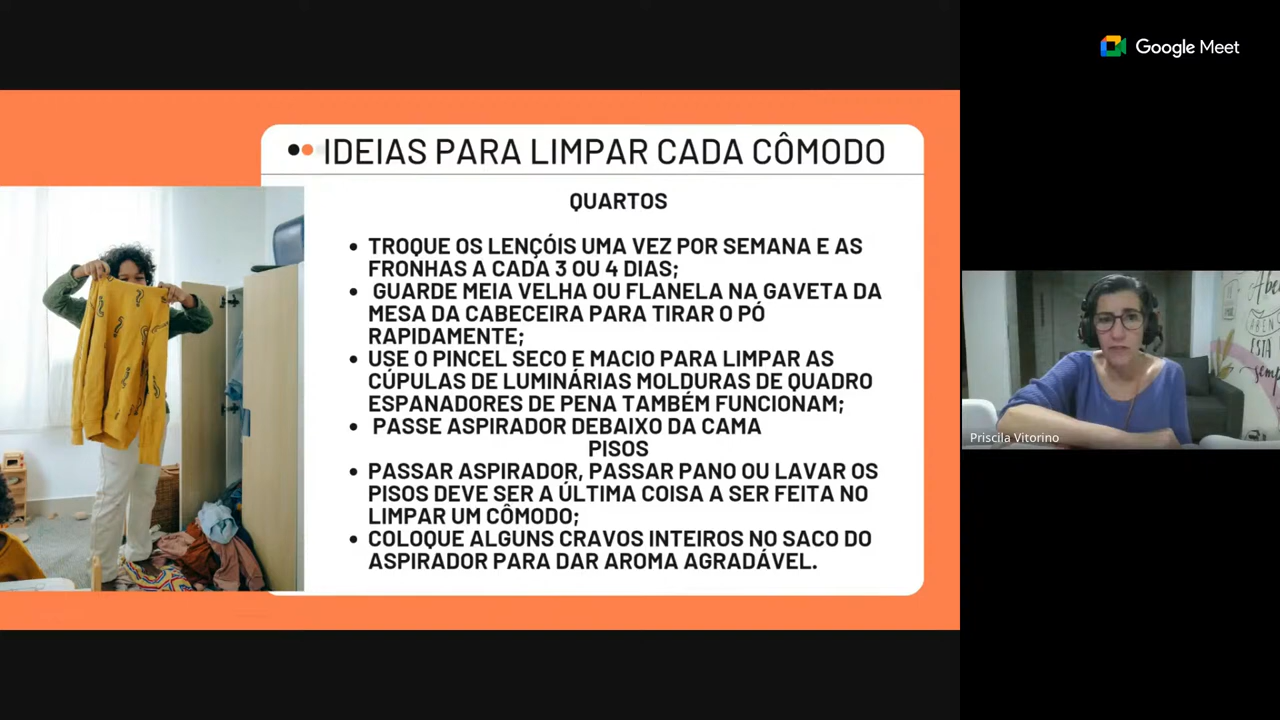 Google Meet
IDEIAS PARA LIMPAR CADA CÔMODO
QUARTOS
• TROQUE OS LENÇÓIS UMA VEZ POR SEMANA E AS
FRONHAS A CADA 3 OU 4 DIAS;
• GUARDE MEIA VELHA OU FLANELA NA GAVETA DA
MESA DA CABECEIRA PARA TIRAR O PÓ
RAPIDAMENTE;
• USE O PINCEL SECO E MACIO PARA LIMPAR AS
CÚPULAS DE LUMINÁRIAS MOLDURAS DE QUADRO
ESPANADORES DE PENA TAMBÉM FUNCIONAM;
• PASSE ASPIRADOR DEBAIXO DA CAMA
PISOS
• PASSAR ASPIRADOR, PASSAR PANO OU LAVAR OS
PISOS DEVE SER A ÚLTIMA COISA A SER FEITA NO
LIMPAR UM CÔMODO;
• COLOQUE ALGUNS CRAVOS INTEIROS NO SACO DO
ASPIRADOR PARA DAR AROMA AGRADÁVEL.
Priscila Vitorino